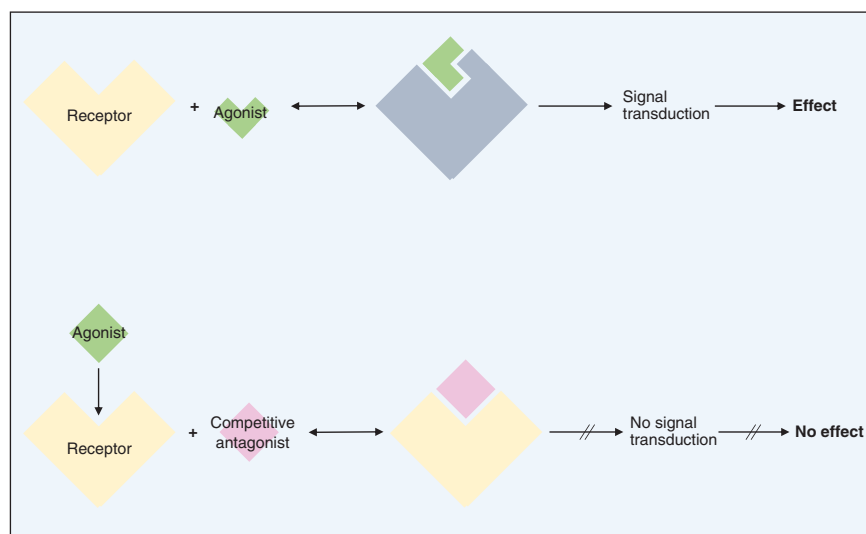 Receptor
+
Agonist
Signal
transduction
Effect
Agonist
Receptor
+
Competitive
antagonist
No signal
transduction
No effect